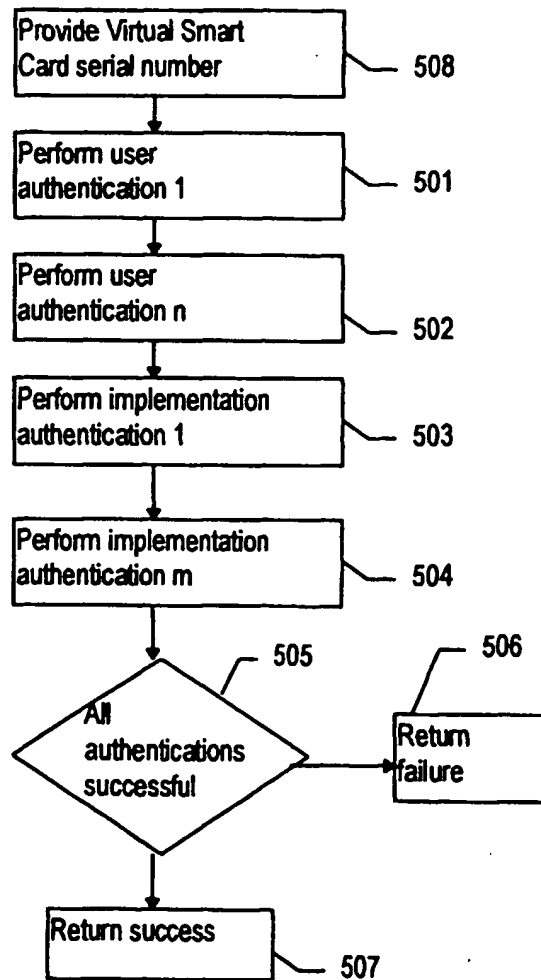 Provide Virtual Smart
Card serial number
508
Perform user
authentication 1
501
Perform user
authentication n
502
Perform implementation
authentication 1
503
Perform implementation
authentication m
504
505
All
authentications
successful
506
Return
failure
Return success
507